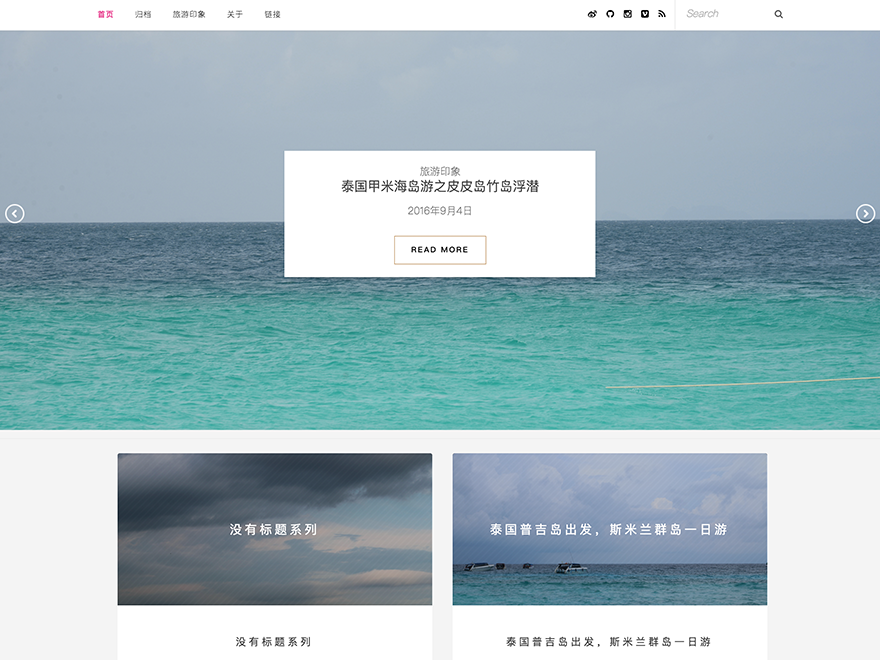 首页 归档 旅游印象 关于 链接 Search
旅游印象
泰国甲米海岛游之皮皮岛竹岛浮潜
2016年9月4日
READ MORE
没有标题系列
泰国普吉岛出发，斯米兰群岛一日游
没有标题系列
泰国普吉岛出发，斯米兰群岛一日游